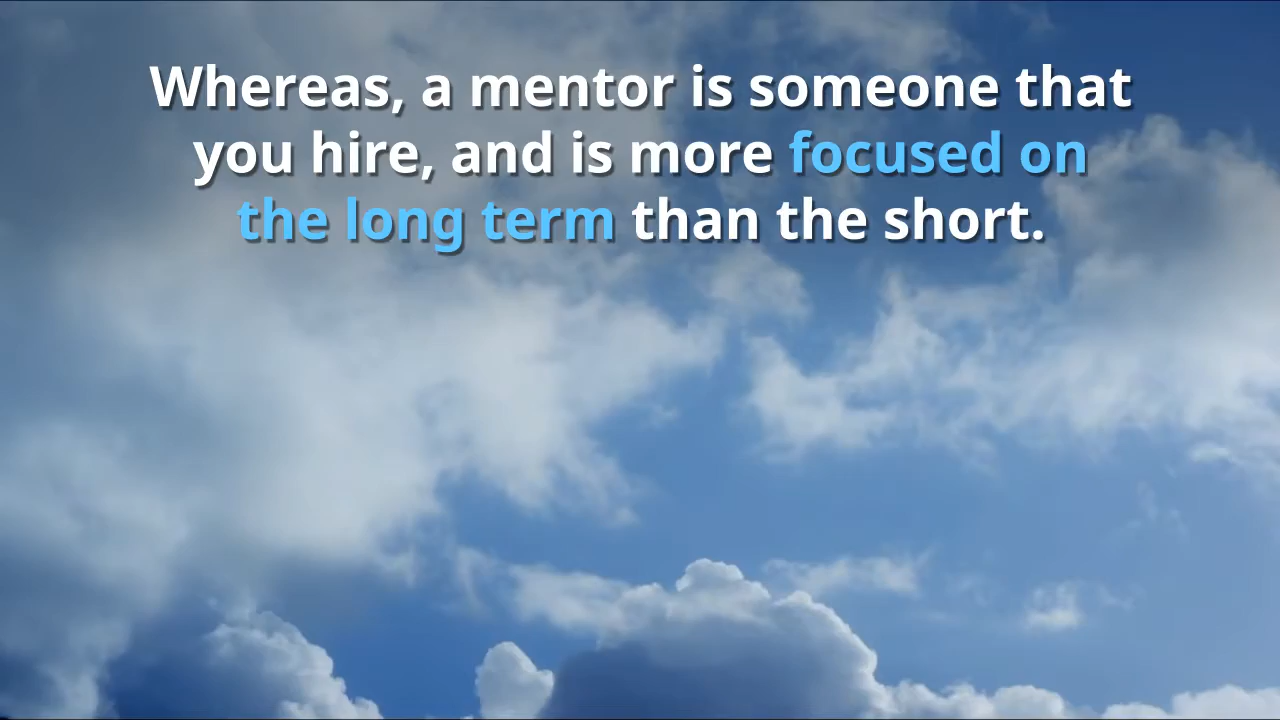 Whereas, a mentor is someone that
you hire, and is more focused on
the long term than the short.